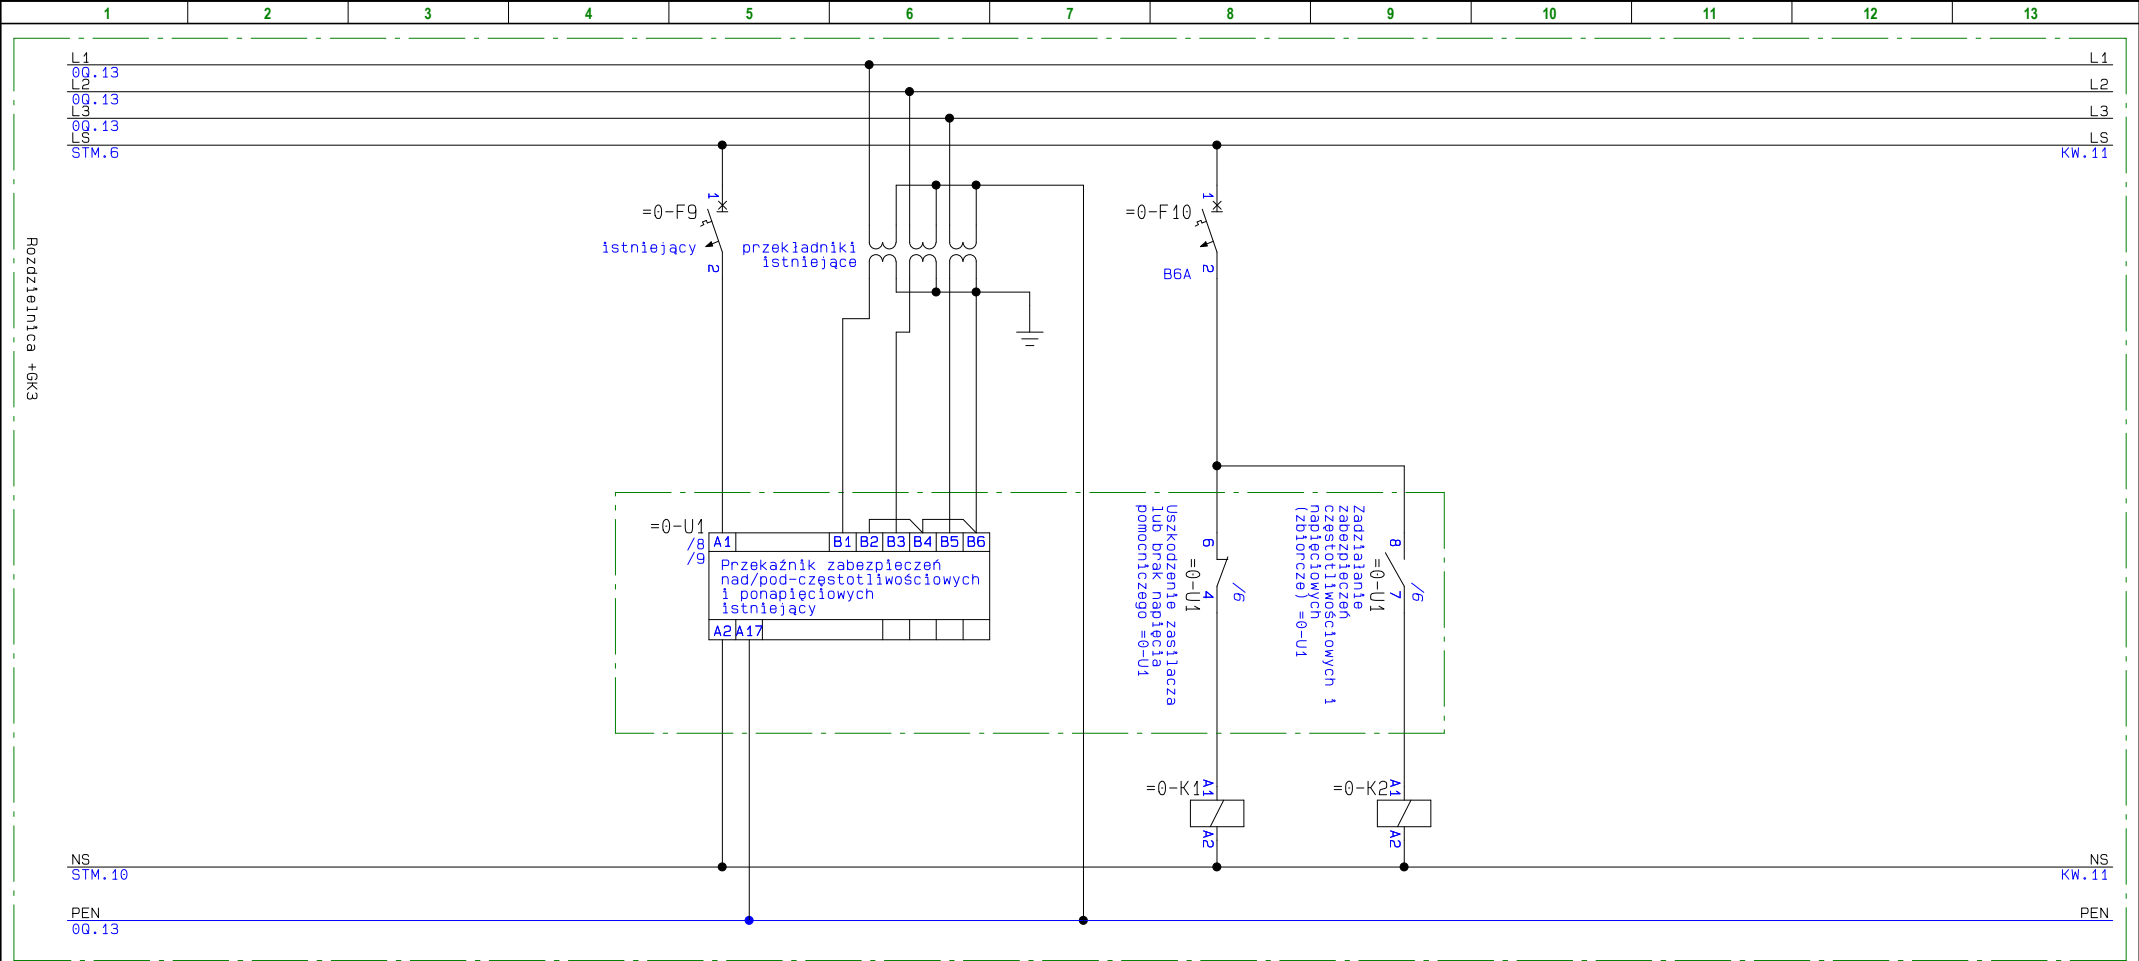 1 2 3 4 5 6 7 8 9 10 11 12 13
L1 L1
0Q.13
L2 L2
0Q.13
L3 L3
0Q.13
LS LS
STM.6 KW.11
Rozdzielnica +GK3
1
=0-F9
istniejący
2
przekładniki
istniejące
1
=0-F10
B6A
2
=0-U1
/8
/9
A1 B1 B2 B3 B4 B5 B6
Przekaźnik zabezpieczeń
nad/pod-częstotliwościowych
i ponapięciowych
istniejący
A2 A17
Uszkodzenie zasilacza
lub brak napięcia
pomocniczego =0-U1
6
=0-U1
4
/6
Zadziałanie
zabezpieczeń
częstotliwościowych i
napięciowych
(zbiorcze) =0-U1
8
=0-U1
7
/6
=0-K1
A1
A2
=0-K2
A1
A2
NS NS
STM.10 KW.11
PEN PEN
0Q.13